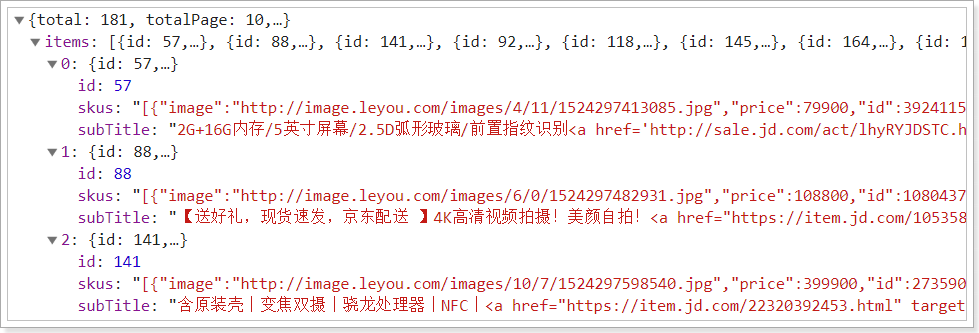 ▼{total: 181, totalPage: 10,…}
▼items: [{id: 57,…}, {id: 88,…}, {id: 141,…}, {id: 92,…}, {id: 118,…}, {id: 145,…}, {id: 164,…}, {id: 1
▼0: {id: 57,…}
id: 57
skus: "[{"image":"http://image.leyou.com/images/4/11/1524297413085.jpg","price":79900,"id":3924115
subTitle: "2G+16G内存/5英寸屏幕/2.5D弧形玻璃/前置指纹识别<a href='http://sale.jd.com/act/lhyRYJDSTC.h
▼1: {id: 88,…}
id: 88
skus: "[{"image":"http://image.leyou.com/images/6/0/1524297482931.jpg","price":108800,"id":1080437
subTitle: "【送好礼，现货速发，京东配送 】4K高清视频拍摄！美颜自拍！<a href="https://item.jd.com/105358
▼2: {id: 141,…}
id: 141
skus: "[{"image":"http://image.leyou.com/images/10/7/1524297598540.jpg","price":399900,"id":273590
subTitle: "含原装壳｜变焦双摄｜骁龙处理器｜NFC｜<a href="https://item.jd.com/22320392453.html" target